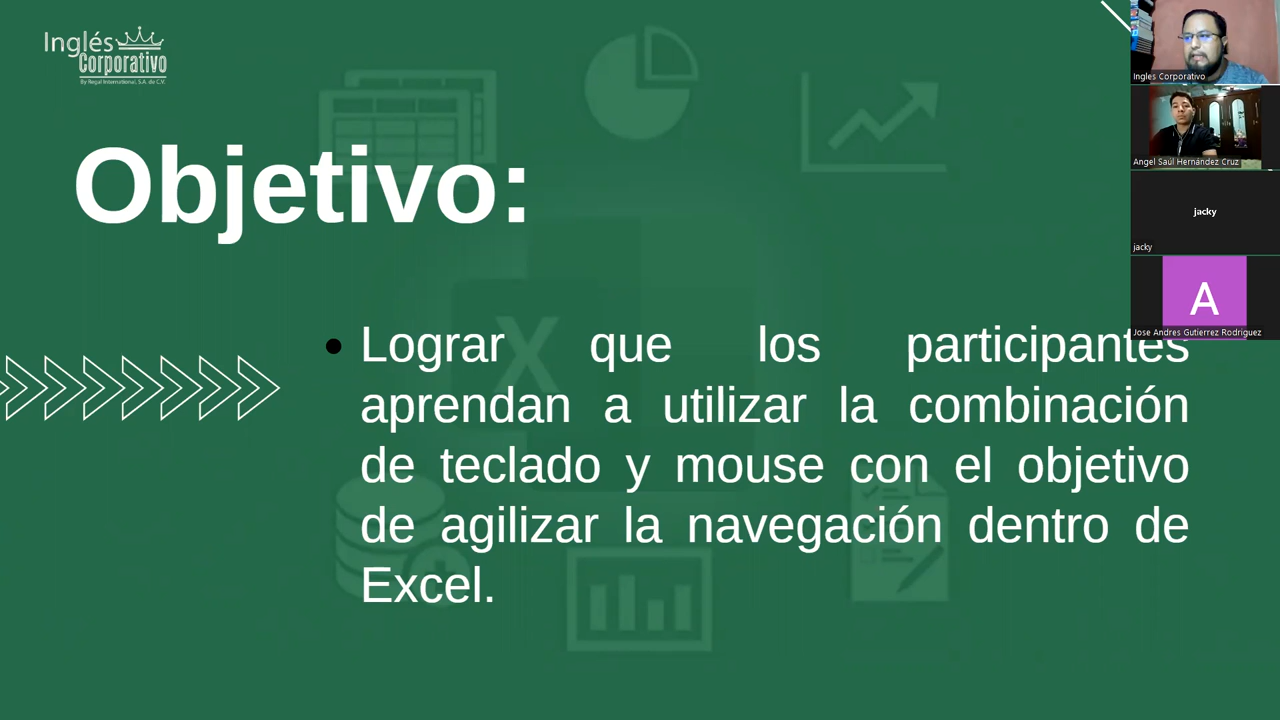 Inglés
Corporativo
By Regal International, S.A. de C.V.
Objetivo:
• Lograr que los participantes
aprendan a utilizar la combinación
de teclado y mouse con el objetivo
de agilizar la navegación dentro de
Excel.
X
Ingles Corporativo
Angel Saul Hernández Cruz
jacky
jacky
A
Jose Andres Gutierrez Rodriguez